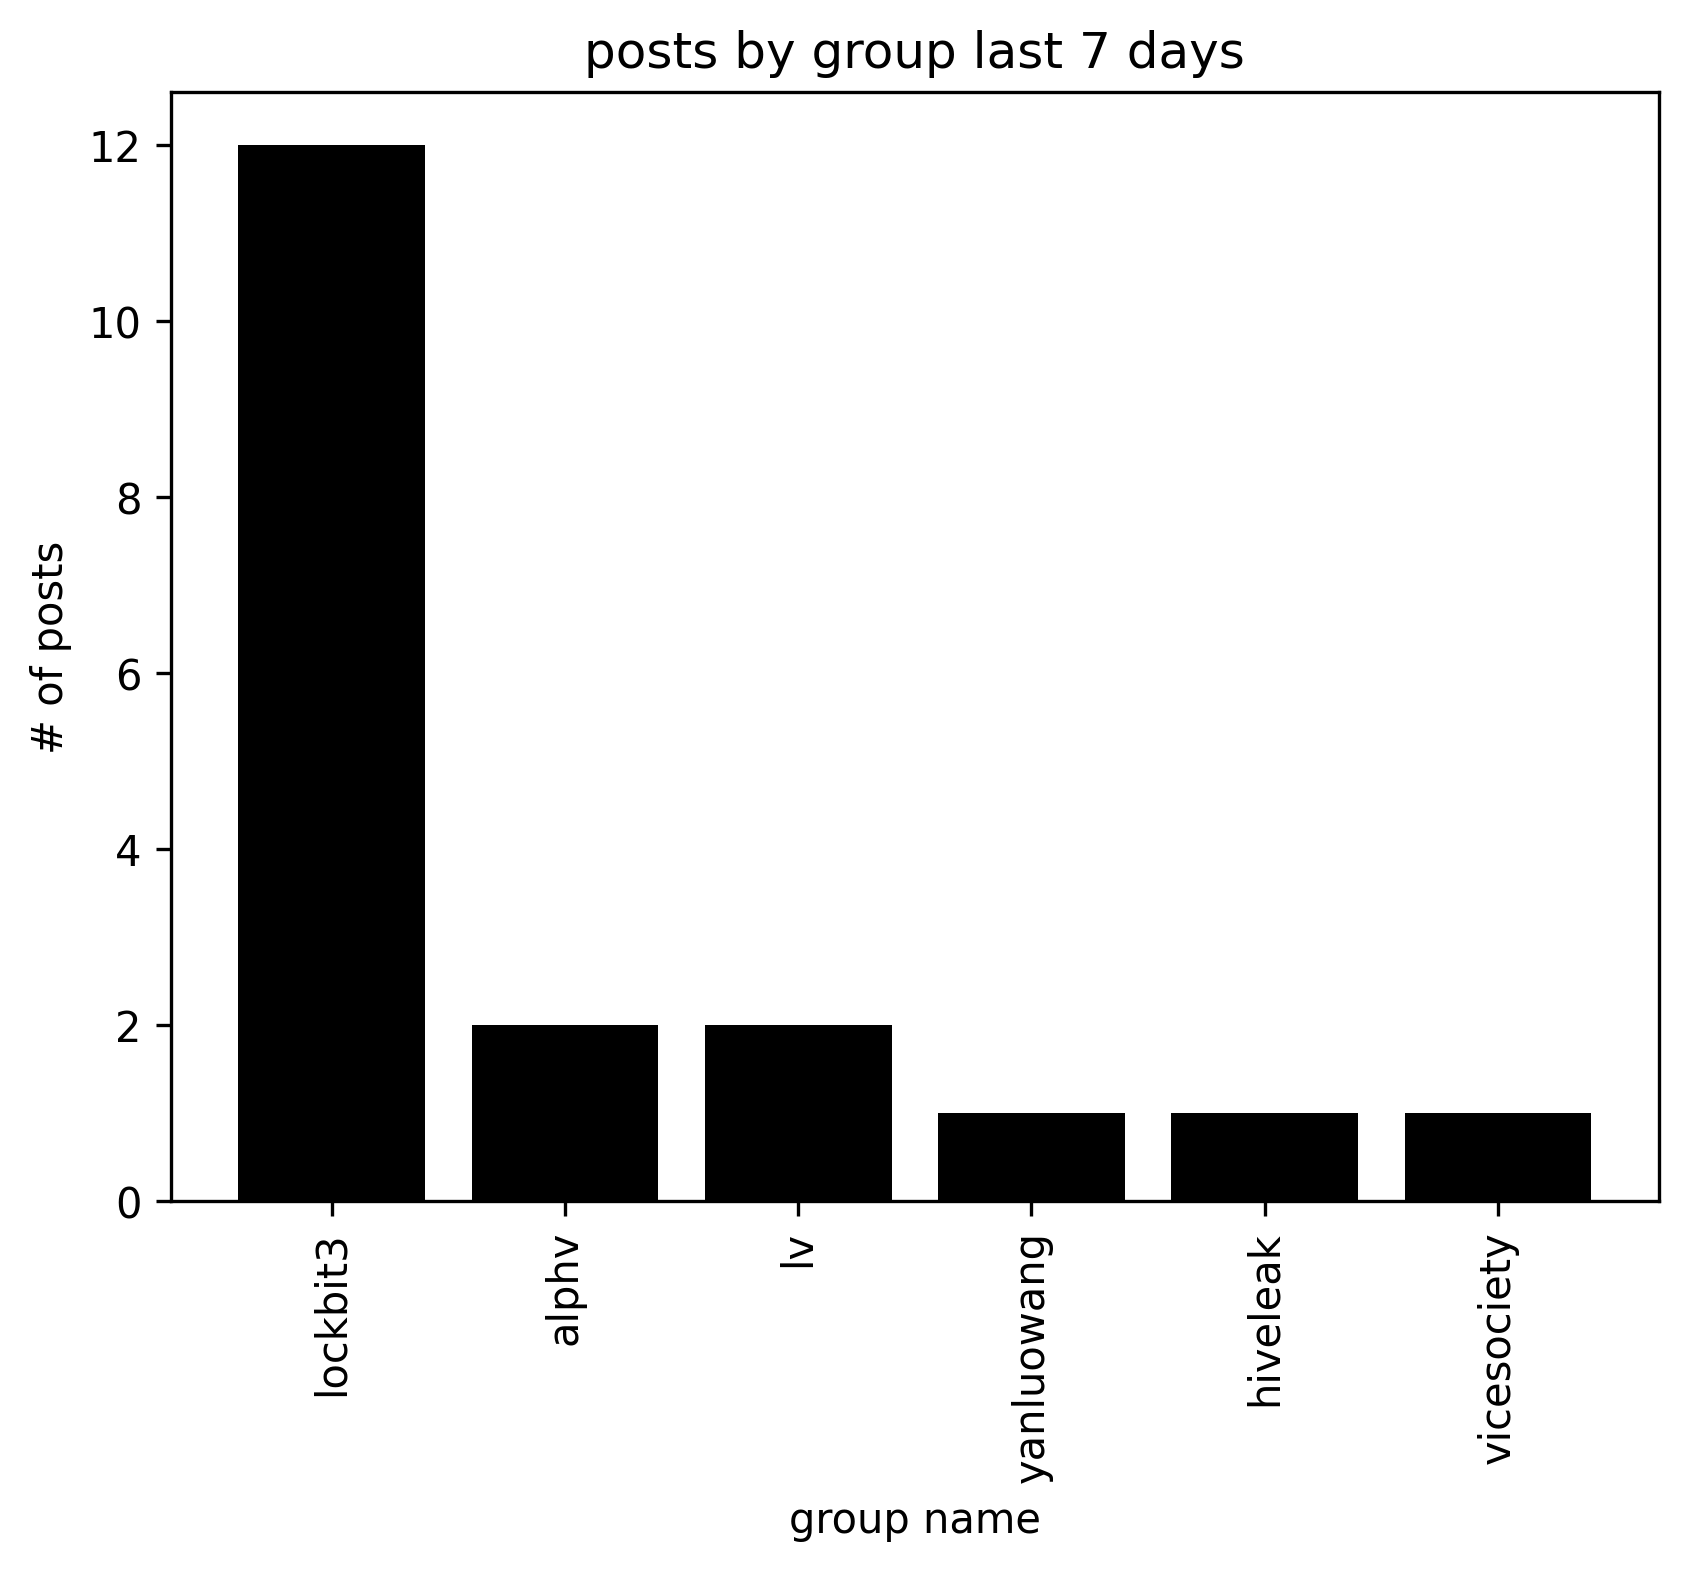 posts by group last 7 days
12
10
8
6
4
2
0
# of posts
lockbit3
alphv
lv
yanluowang
hiveleak
vicesociety
group name